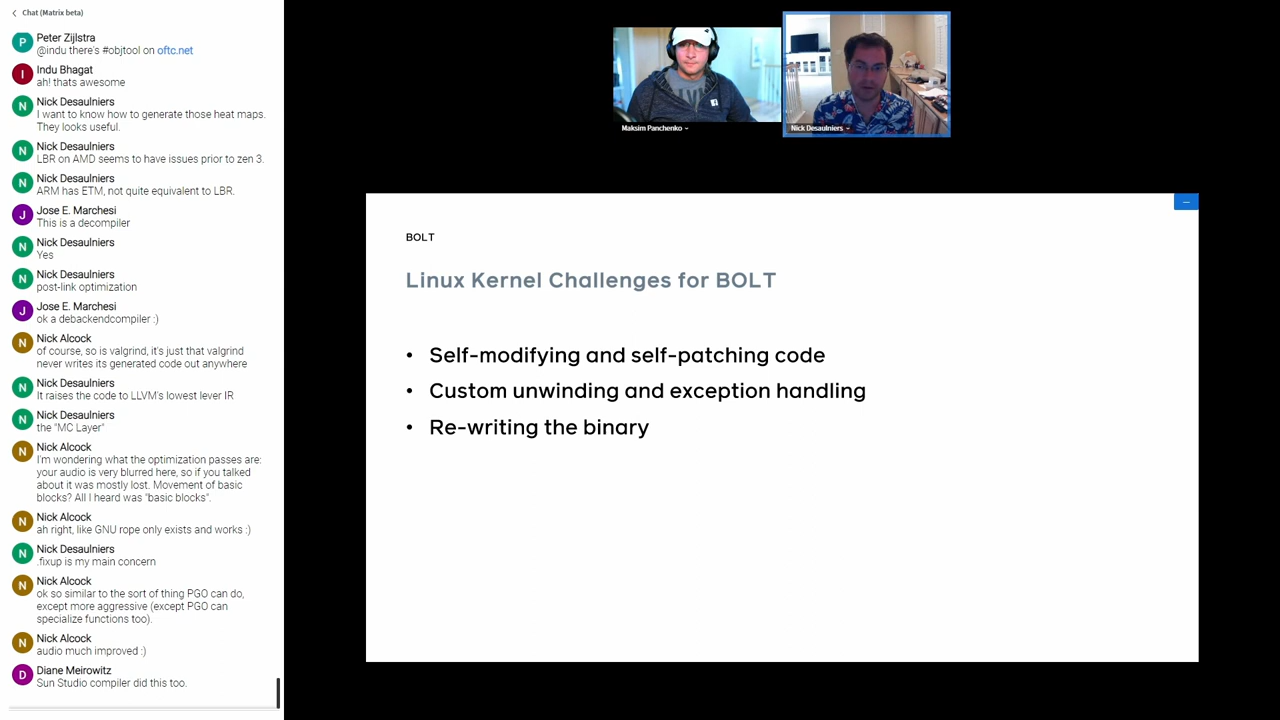 Chat (Matrix beta)
P
Peter Zijlstra
@indu there's #objtool on oftc.net
I
Indu Bhagat
ah! thats awesome
N
Nick Desaulniers
I want to know how to generate those heat maps.
They looks useful.
N
Nick Desaulniers
LBR on AMD seems to have issues prior to zen 3.
N
Nick Desaulniers
ARM has ETM, not quite equivalent to LBR.
J
Jose E. Marchesi
This is a decompiler
N
Nick Desaulniers
Yes
N
Nick Desaulniers
post-link optimization
J
Jose E. Marchesi
ok a debackendcompiler :)
N
Nick Alcock
of course, so is valgrind, it's just that valgrind
never writes its generated code out anywhere
N
Nick Desaulniers
It raises the code to LLVM's lowest lever IR
N
Nick Desaulniers
the "MC Layer"
N
Nick Alcock
I'm wondering what the optimization passes are:
your audio is very blurred here, so if you talked
about it was mostly lost. Movement of basic
blocks? All I heard was "basic blocks".
N
Nick Alcock
ah right, like GNU rope only exists and works :)
N
Nick Desaulniers
.fixup is my main concern
N
Nick Alcock
ok so similar to the sort of thing PGO can do,
except more aggressive (except PGO can
specialize functions too).
N
Nick Alcock
audio much improved :)
D
Diane Meirowitz
Sun Studio compiler did this too.
Maksim Panchenko
Nick Desaulniers
BOLT
Linux Kernel Challenges for BOLT
• Self-modifying and self-patching code
• Custom unwinding and exception handling
• Re-writing the binary